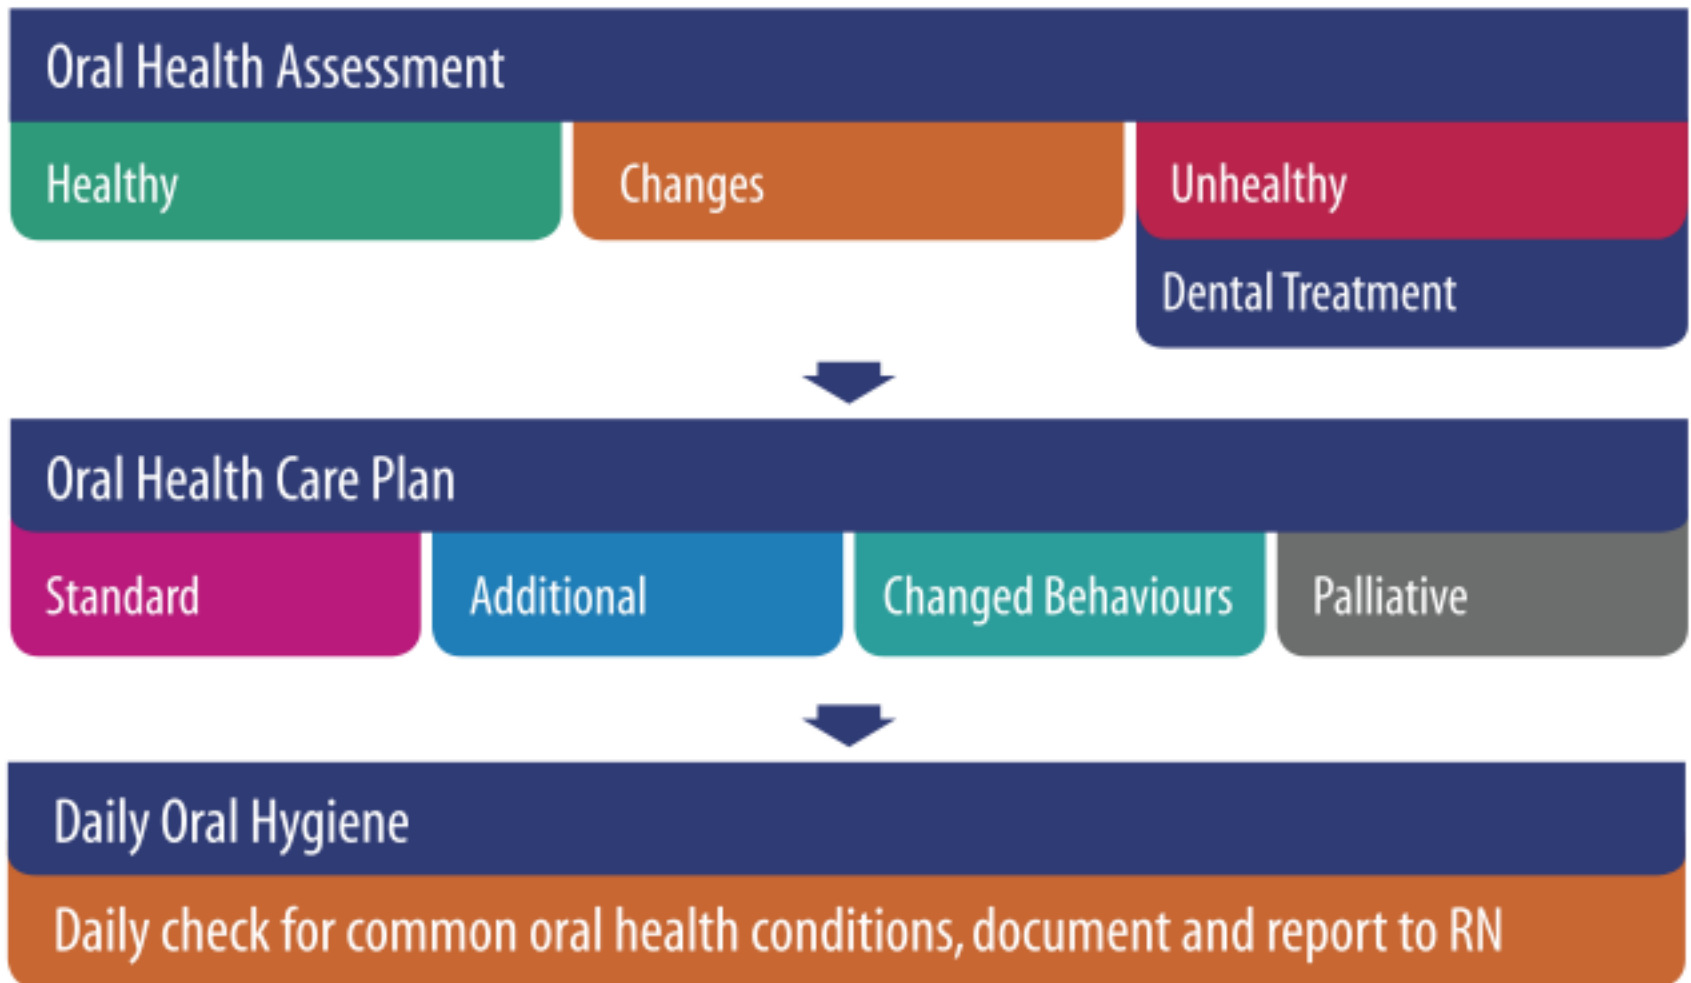 Oral Health Assessment
Healthy
Changes
Unhealthy
Dental Treatment
Oral Health Care Plan
Standard
Additional
Changed Behaviours
Palliative
Daily Oral Hygiene
Daily check for common oral health conditions, document and report to RN